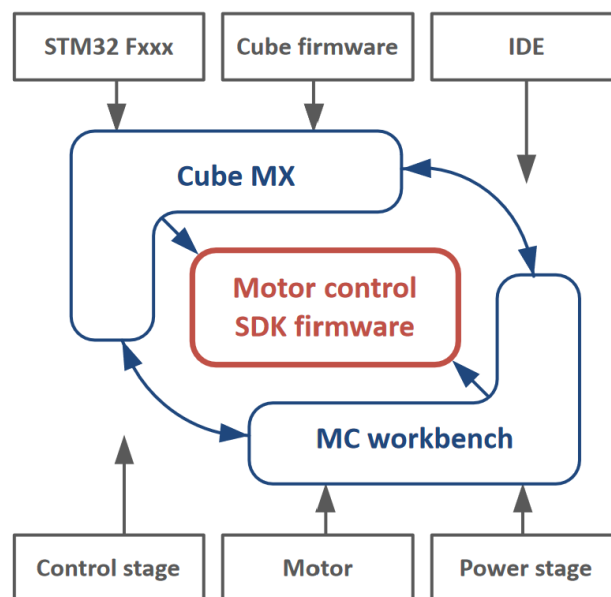 STM32 Fxxx
Cube firmware
IDE
Cube MX
Motor control
SDK firmware
MC workbench
Control stage
Motor
Power stage